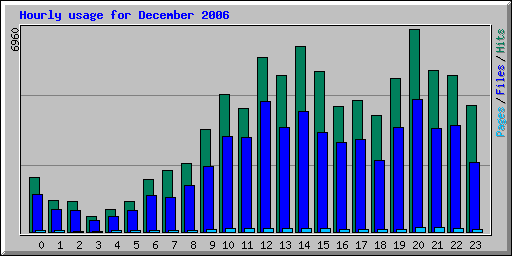 Hourly usage for December 2006
6960
Pages / Files / Hits
0 1 2 3 4 5 6 7 8 9 10 11 12 13 14 15 16 17 18 19 20 21 22 23